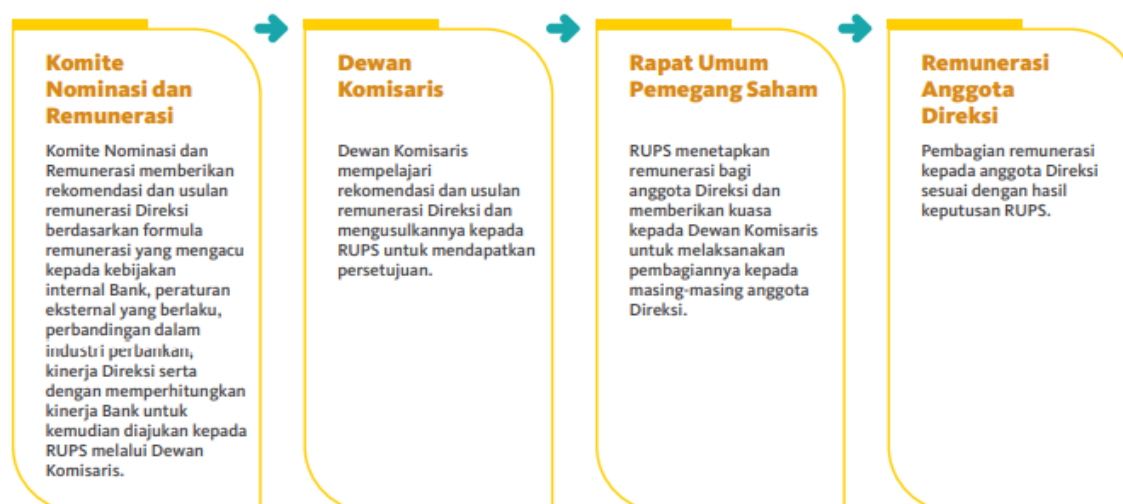 Komite
Nominasi dan
Remunerasi
Komite Nominasi dan
Remunerasi memberikan
rekomendasi dan usulan
remunerasi Direksi
berdasarkan formula
remunerasi yang mengacu
kepada kebijakan
internal Bank, peraturan
eksternal yang berlaku,
perbandingan dalam
industri perbankan,
kinerja Direksi serta
dengan memperhitungkan
kinerja Bank untuk
kemudian diajukan kepada
RUPS melalui Dewan
Komisaris.
Dewan
Komisaris
Dewan Komisaris
mempelajari
rekomendasi dan usulan
remunerasi Direksi dan
mengusulkannya kepada
RUPS untuk mendapatkan
persetujuan.
Rapat Umum
Pemegang Saham
RUPS menetapkan
remunerasi bagi
anggota Direksi dan
memberikan kuasa
kepada Dewan Komisaris
untuk melaksanakan
pembagiannya kepada
masing-masing anggota
Direksi.
Remunerasi
Anggota
Direksi
Pembagian remunerasi
kepada anggota Direksi
sesuai dengan hasil
keputusan RUPS.